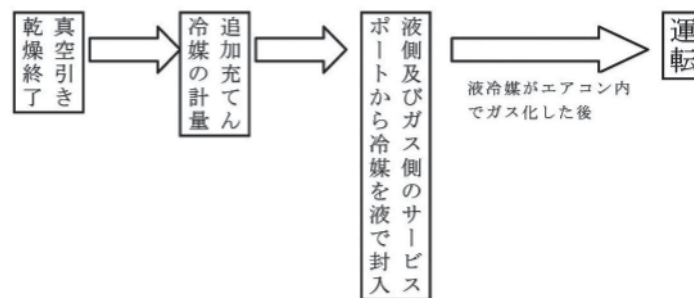 真空引き
乾燥終了
追加充てん
冷媒の計量
液側及びガス側のサービス
ポートから冷媒を液で封入
液冷媒がエアコン内
でガス化した後
運転